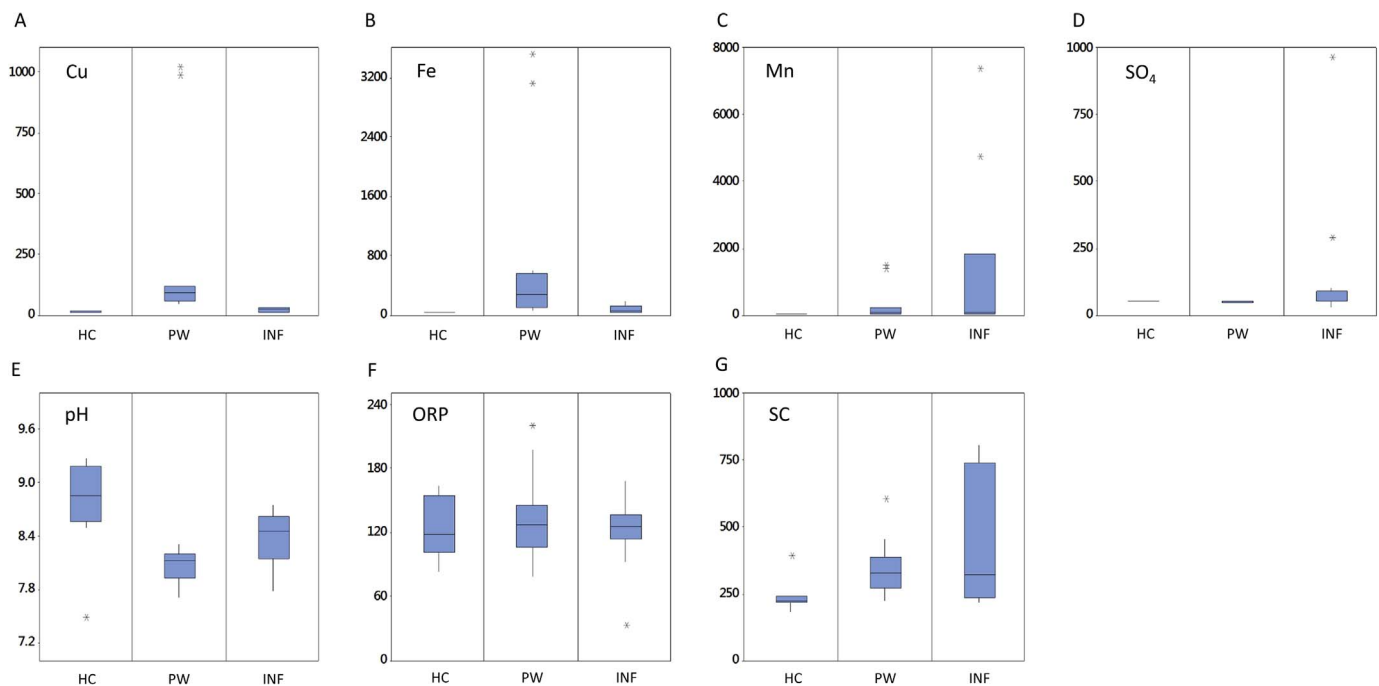 A
B
C
D
Cu
Fe
Mn
SO₄
1000
750
500
250
0
3200
2400
1600
800
0
8000
6000
4000
2000
0
1000
750
500
250
0
HC PW INF
HC PW INF
HC PW INF
HC PW INF
E
F
G
pH
ORP
SC
9.6
9.0
8.4
7.8
7.2
240
180
120
60
0
1000
750
500
250
0
HC PW INF
HC PW INF
HC PW INF